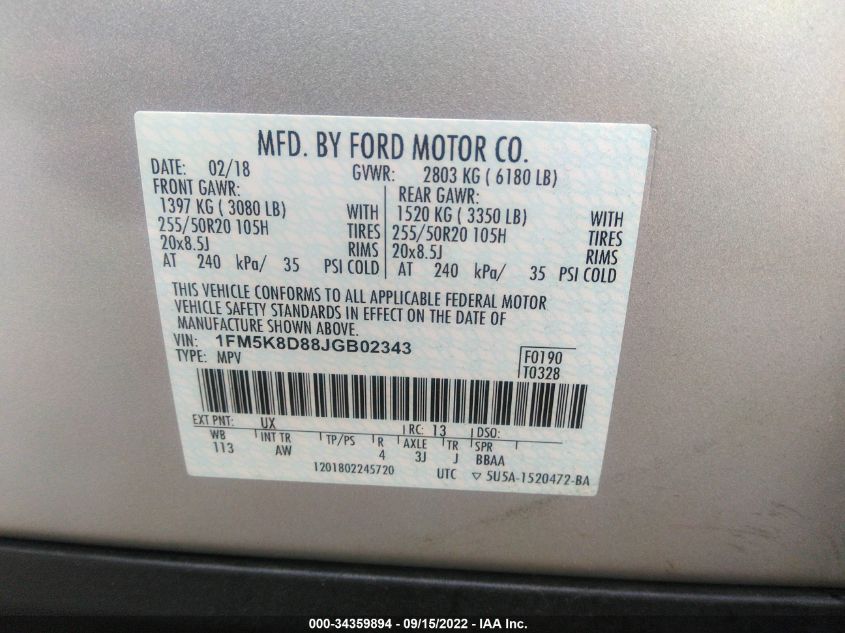 MFD. BY FORD MOTOR CO.
DATE: 02/18 GVWR: 2803 KG ( 6180 LB)
FRONT GAWR: REAR GAWR:
1397 KG ( 3080 LB) WITH 1520 KG ( 3350 LB) WITH
255/50R20 105H TIRES 255/50R20 105H TIRES
20x8.5J RIMS 20x8.5J RIMS
AT 240 kPa/ 35 PSI COLD AT 240 kPa/ 35 PSI COLD
THIS VEHICLE CONFORMS TO ALL APPLICABLE FEDERAL MOTOR
VEHICLE SAFETY STANDARDS IN EFFECT ON THE DATE OF
MANUFACTURE SHOWN ABOVE.
VIN: 1FM5K8D88JGB02343
TYPE: MPV F0190
T0328
EXT PNT: UX RC: 13 DSO:
WB INT TR TP/PS R AXLE TR SPR
113 AW 4 3J J BBAA
1201802245720 UTC ▽ 5U5A-1520472-BA
000-34359894 - 09/15/2022 - IAA Inc.